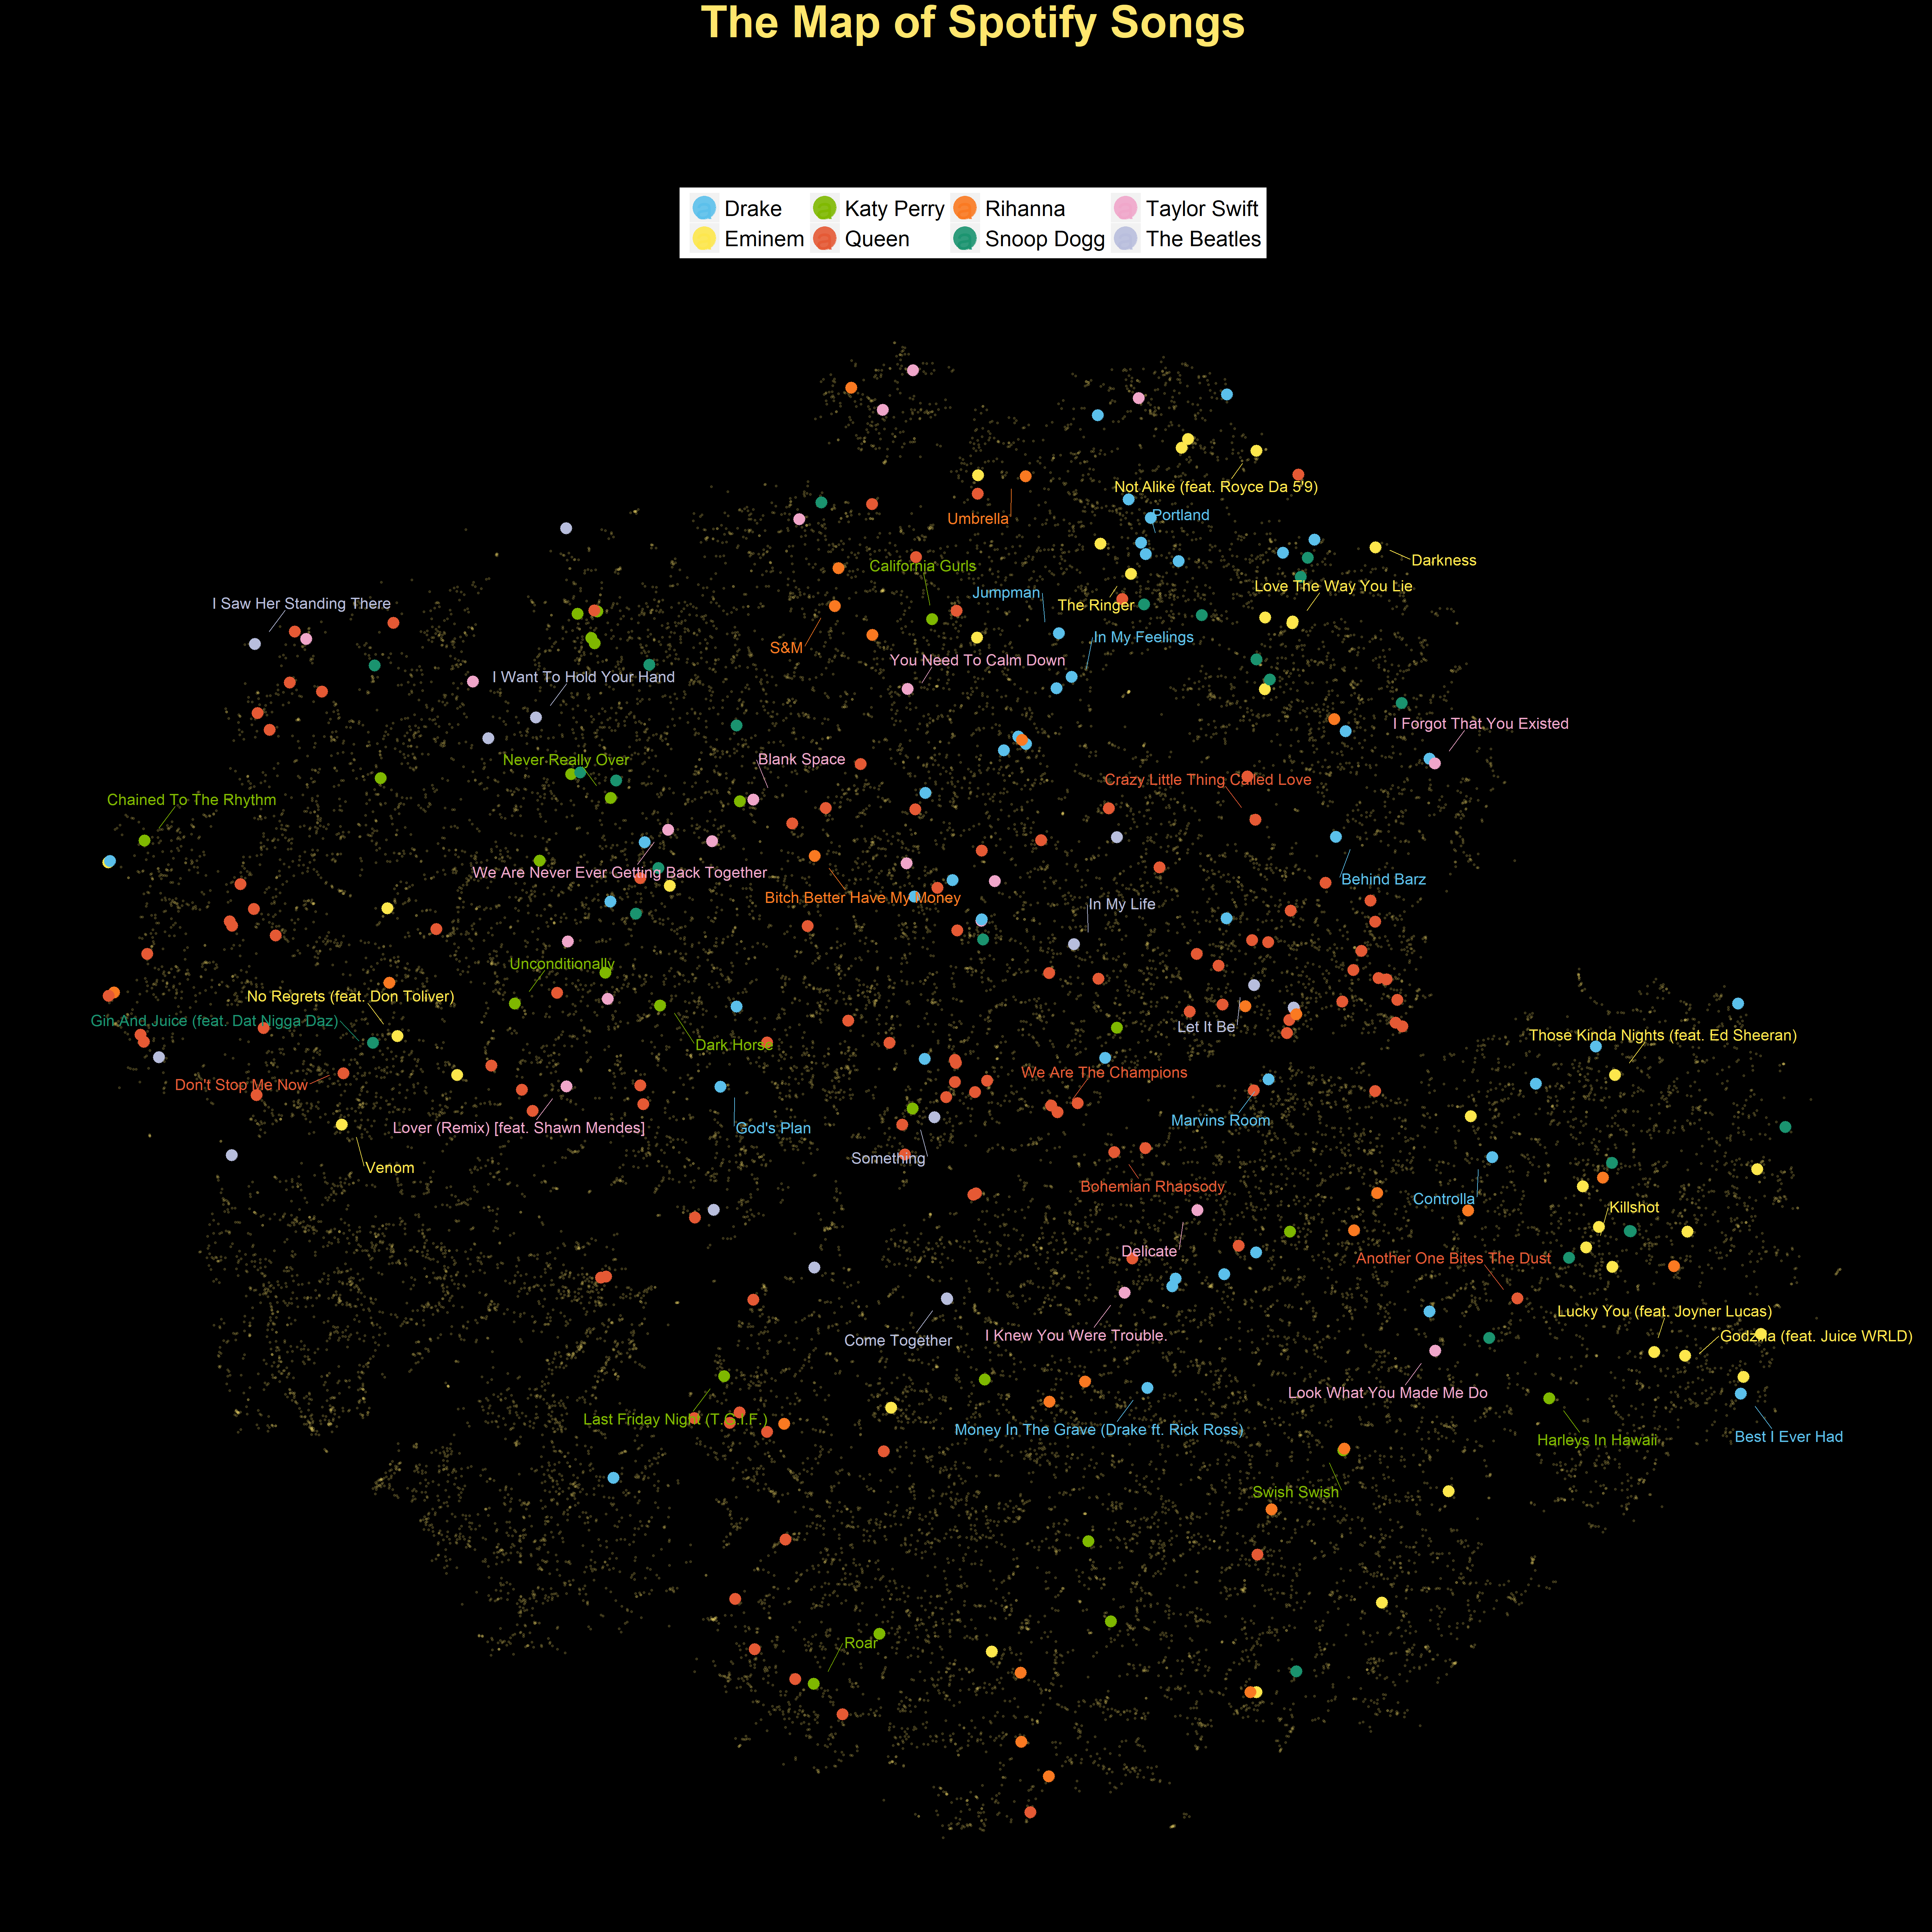 The Map of Spotify Songs
Drake
Katy Perry
Rihanna
Taylor Swift
Eminem
Queen
Snoop Dogg
The Beatles
Not Alike (feat. Royce Da 5'9)
Portland
Umbrella
Darkness
California Gurls
Love The Way You Lie
Jumpman
I Saw Her Standing There
The Ringer
In My Feelings
S&M
You Need To Calm Down
I Want To Hold Your Hand
I Forgot That You Existed
Never Really Over
Blank Space
Crazy Little Thing Called Love
Chained To The Rhythm
We Are Never Ever Getting Back Together
Behind Barz
Bitch Better Have My Money
In My Life
Unconditionally
No Regrets (feat. Don Toliver)
Gin And Juice (feat. Dat Nigga Daz)
Let It Be
Those Kinda Nights (feat. Ed Sheeran)
Dark Horse
We Are The Champions
Don't Stop Me Now
Marvins Room
Lover (Remix) [feat. Shawn Mendes]
God's Plan
Something
Venom
Bohemian Rhapsody
Controlla
Killshot
Delicate
Another One Bites The Dust
Lucky You (feat. Joyner Lucas)
I Knew You Were Trouble.
Godzilla (feat. Juice WRLD)
Come Together
Look What You Made Me Do
Last Friday Night (T.G.I.F.)
Money In The Grave (Drake ft. Rick Ross)
Best I Ever Had
Harleys In Hawaii
Swish Swish
Roar